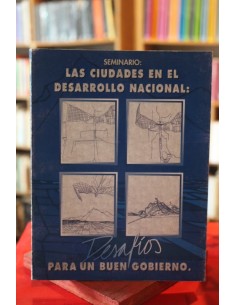 SEMINARIO:
LAS CIUDADES EN EL
DESARROLLO NACIONAL:
Desafíos
PARA UN BUEN GOBIERNO.